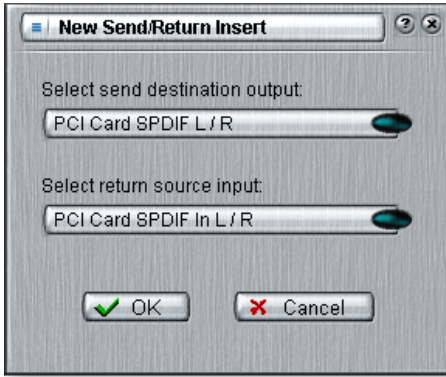 New Send/Return Insert
Select send destination output:
PCI Card SPDIF L / R
Select return source input:
PCI Card SPDIF In L / R
OK
Cancel